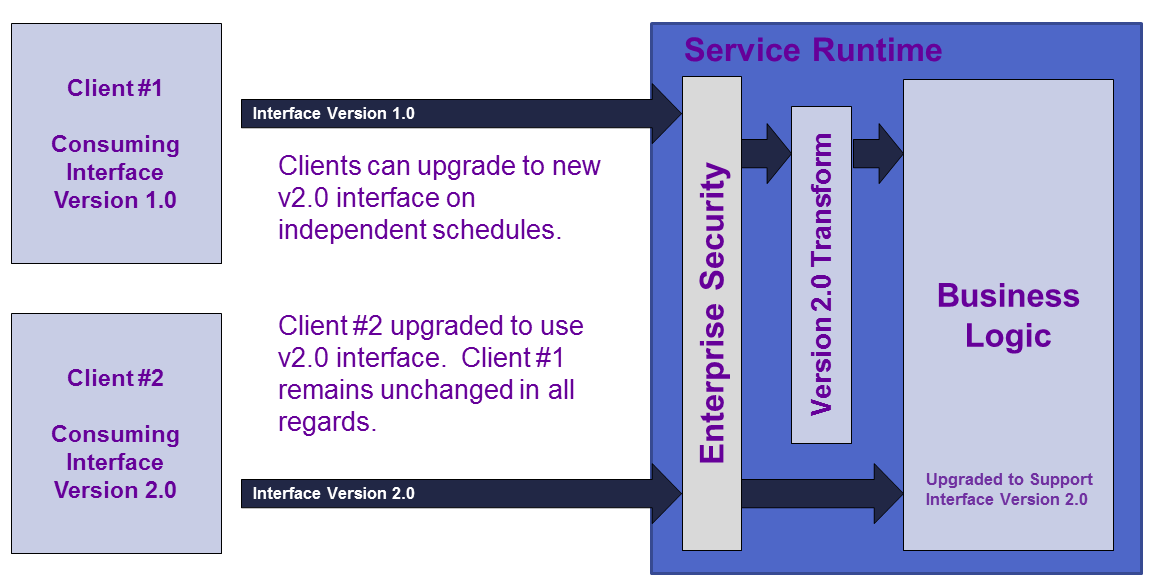 Client #1
Consuming
Interface
Version 1.0
Interface Version 1.0
Clients can upgrade to new
v2.0 interface on
independent schedules.
Client #2
Consuming
Interface
Version 2.0
Client #2 upgraded to use
v2.0 interface.  Client #1
remains unchanged in all
regards.
Interface Version 2.0
Service Runtime
Enterprise Security
Version 2.0 Transform
Business
Logic
Upgraded to Support
Interface Version 2.0